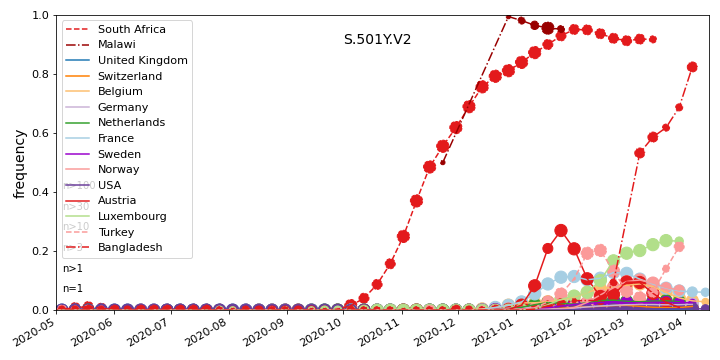 S.501Y.V2
frequency
1.0
0.8
0.6
0.4
0.2
0.0
South Africa
Malawi
United Kingdom
Switzerland
Belgium
Germany
Netherlands
France
Sweden
Norway
USA
Austria
Luxembourg
Turkey
Bangladesh
n>100
n>30
n>10
n>3
n>1
n=1
2020-05
2020-06
2020-07
2020-08
2020-09
2020-10
2020-11
2020-12
2021-01
2021-02
2021-03
2021-04